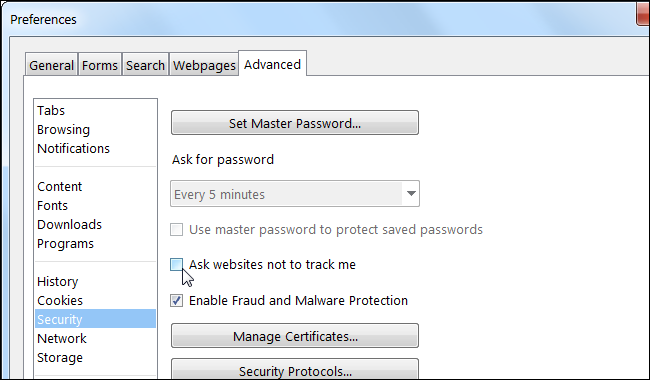 Preferences
General Forms Search Webpages Advanced
Tabs
Browsing
Notifications
Content
Fonts
Downloads
Programs
History
Cookies
Security
Network
Storage
Set Master Password...
Ask for password
Every 5 minutes
Use master password to protect saved passwords
Ask websites not to track me
Enable Fraud and Malware Protection
Manage Certificates...
Security Protocols...